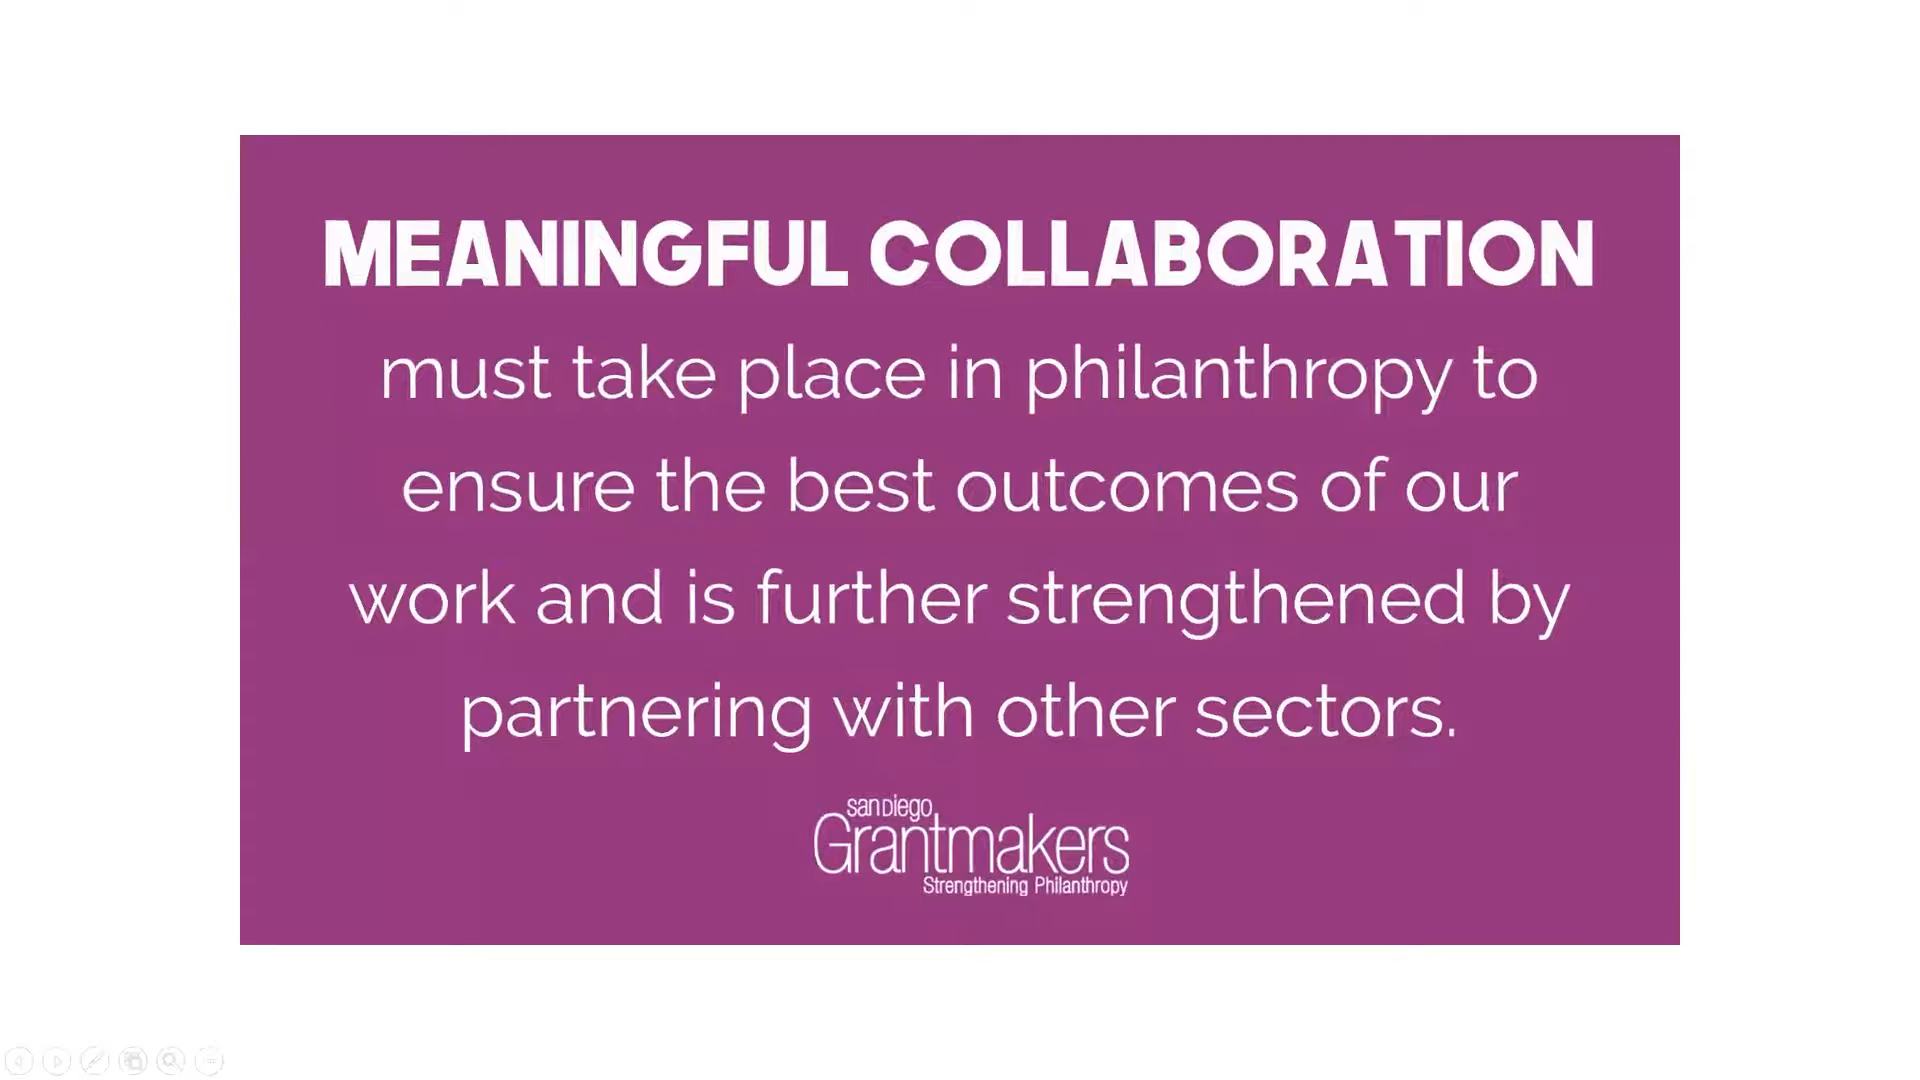 MEANINGFUL COLLABORATION
must take place in philanthropy to
ensure the best outcomes of our
work and is further strengthened by
partnering with other sectors.
san Diego
Grantmakers
Strengthening Philanthropy